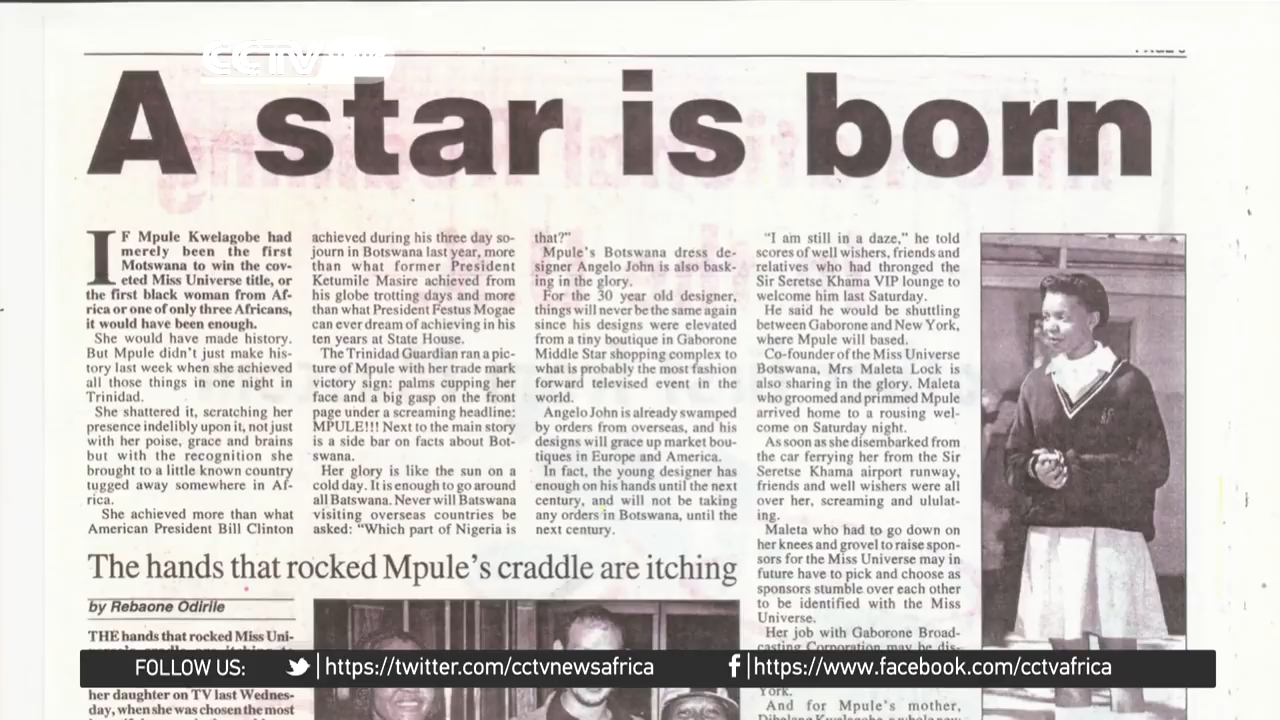 CCTV NEWS
A star is born
IF Mpule Kwelagobe had
merely been the first
Motswana to win the cov-
eted Miss Universe title, or
the first black woman from Af-
rica or one of only three Africans,
it would have been enough.
She would have made history.
But Mpule didn't just make his-
tory last week when she achieved
all those things in one night in
Trinidad.
She shattered it, scratching her
presence indelibly upon it, not just
with her poise, grace and brains
but with the recognition she
brought to a little known country
tugged away somewhere in Af-
rica.
She achieved more than what
American President Bill Clinton
achieved during his three day so-
journ in Botswana last year, more
than what former President
Ketumile Masire achieved from
his globe trotting days and more
than what President Festus Mogae
can ever dream of achieving in his
ten years at State House.
The Trinidad Guardian ran a pic-
ture of Mpule with her trade mark
victory sign: palms cupping her
face and a big gasp on the front
page under a screaming headline:
MPULE!!! Next to the main story
is a side bar on facts about Bot-
swana.
Her glory is like the sun on a
cold day. It is enough to go around
all Batswana. Never will Batswana
visiting overseas countries be
asked: "Which part of Nigeria is
that?"
Mpule's Botswana dress de-
signer Angelo John is also bask-
ing in the glory.
For the 30 year old designer,
things will never be the same again
since his designs were elevated
from a tiny boutique in Gaborone
Middle Star shopping complex to
what is probably the most fashion
forward televised event in the
world.
Angelo John is already swamped
by orders from overseas, and his
designs will grace up market bou-
tiques in Europe and America.
In fact, the young designer has
enough on his hands until the next
century, and will not be taking
any orders in Botswana, until the
next century.
"I am still in a daze," he told
scores of well wishers, friends and
relatives who had thronged the
Sir Seretse Khama VIP lounge to
welcome him last Saturday.
He said he would be shuttling
between Gaborone and New York,
where Mpule will based.
Co-founder of the Miss Universe
Botswana, Mrs Maleta Lock is
also sharing in the glory. Maleta
who groomed and primmed Mpule
arrived home to a rousing wel-
come on Saturday night.
As soon as she disembarked from
the car ferrying her from the Sir
Seretse Khama airport runway,
friends and well wishers were all
over her, screaming and ululat-
ing.
Maleta who had to go down on
her knees and grovel to raise spon-
sors for the Miss Universe may in
future have to pick and choose as
sponsors stumble over each other
to be identified with the Miss
Universe.
Her job with Gaborone Broad-
casting Corporation may be dis-
York.
And for Mpule's mother,
The hands that rocked Mpule's craddle are itching
by Rebaone Odirile
THE hands that rocked Miss Uni-
her daughter on TV last Wednes-
day, when she was chosen the most
FOLLOW US: https://twitter.com/cctvnewsafrica https://www.facebook.com/cctvafrica